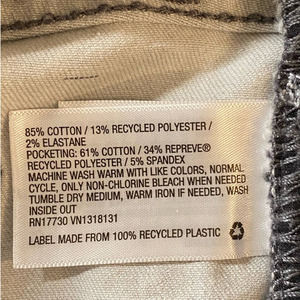 85% COTTON / 13% RECYCLED POLYESTER /
2% ELASTANE
POCKETING: 61% COTTON / 34% REPREVE®
RECYCLED POLYESTER / 5% SPANDEX
MACHINE WASH WARM WITH LIKE COLORS, NORMAL
CYCLE, ONLY NON-CHLORINE BLEACH WHEN NEEDED
TUMBLE DRY MEDIUM, WARM IRON IF NEEDED, WASH
INSIDE OUT
RN17730 VN1318131
LABEL MADE FROM 100% RECYCLED PLASTIC